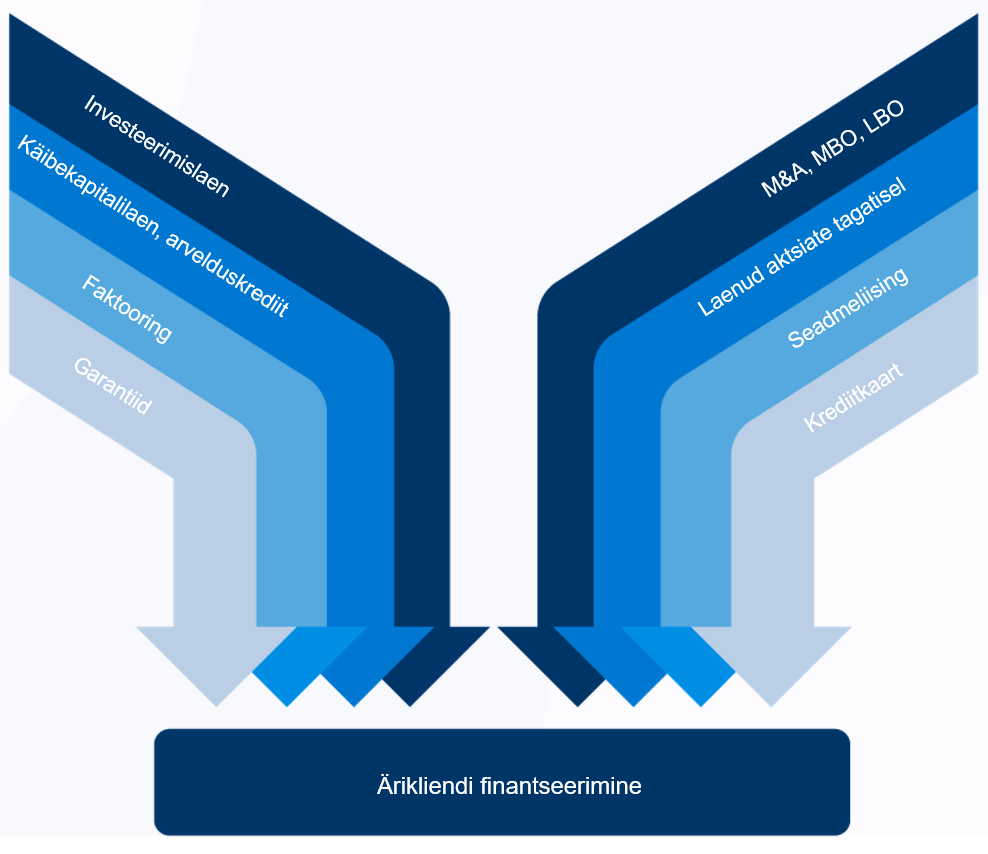 Investeerimislaen
Käibekapitalilaen, arvelduskrediit
Faktooring
Garantiid
M&A, MBO, LBO
Laenud aktsiate tagatisel
Seadmeliising
Krediitkaart
Ärikliendi finantseerimine